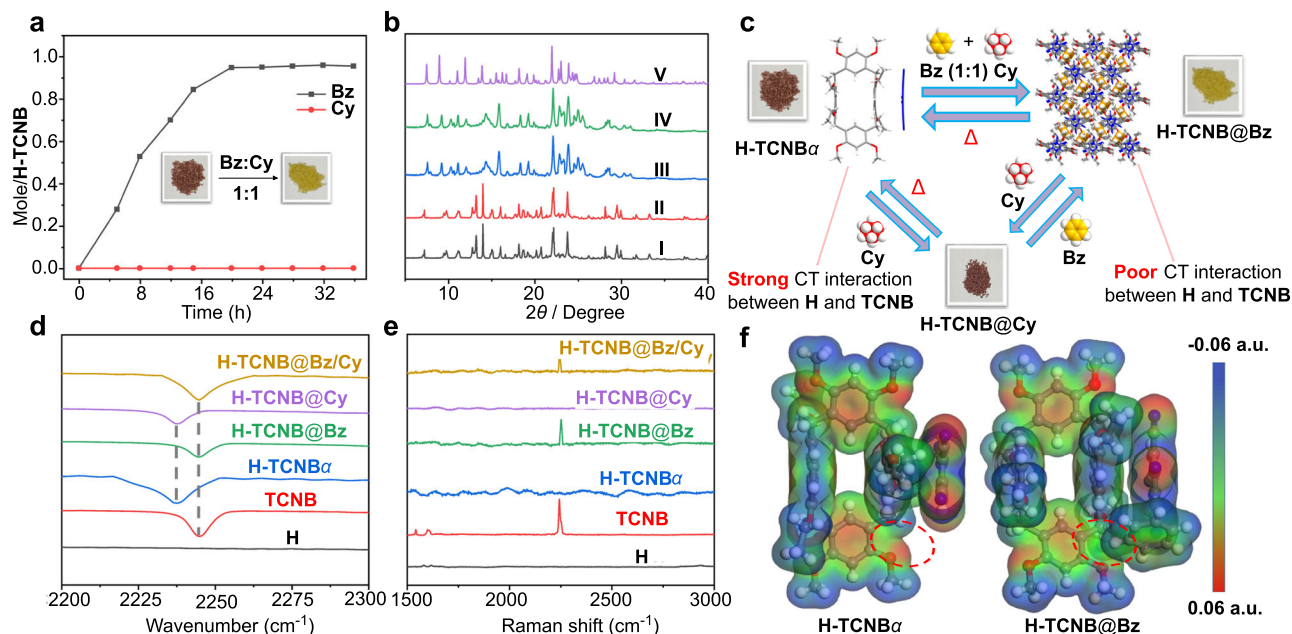 a
Mole/H-TCNB
1.0
0.8
0.6
0.4
0.2
0.0
Bz
Cy
Bz:Cy
1:1
0 8 16 24 32
Time (h)
b
V
IV
III
II
I
10 20 30 40
2θ / Degree
c
Bz (1:1) Cy
+
Δ
H-TCNBα
H-TCNB@Bz
Δ
Cy
Cy
Bz
Strong CT interaction
between H and TCNB
Poor CT interaction
between H and TCNB
H-TCNB@Cy
d
H-TCNB@Bz/Cy
H-TCNB@Cy
H-TCNB@Bz
H-TCNBα
TCNB
H
2200 2225 2250 2275 2300
Wavenumber (cm⁻¹)
e
H-TCNB@Bz/Cy
H-TCNB@Cy
H-TCNB@Bz
H-TCNBα
TCNB
H
1500 2000 2500 3000
Raman shift (cm⁻¹)
f
-0.06 a.u.
0.06 a.u.
H-TCNBα
H-TCNB@Bz